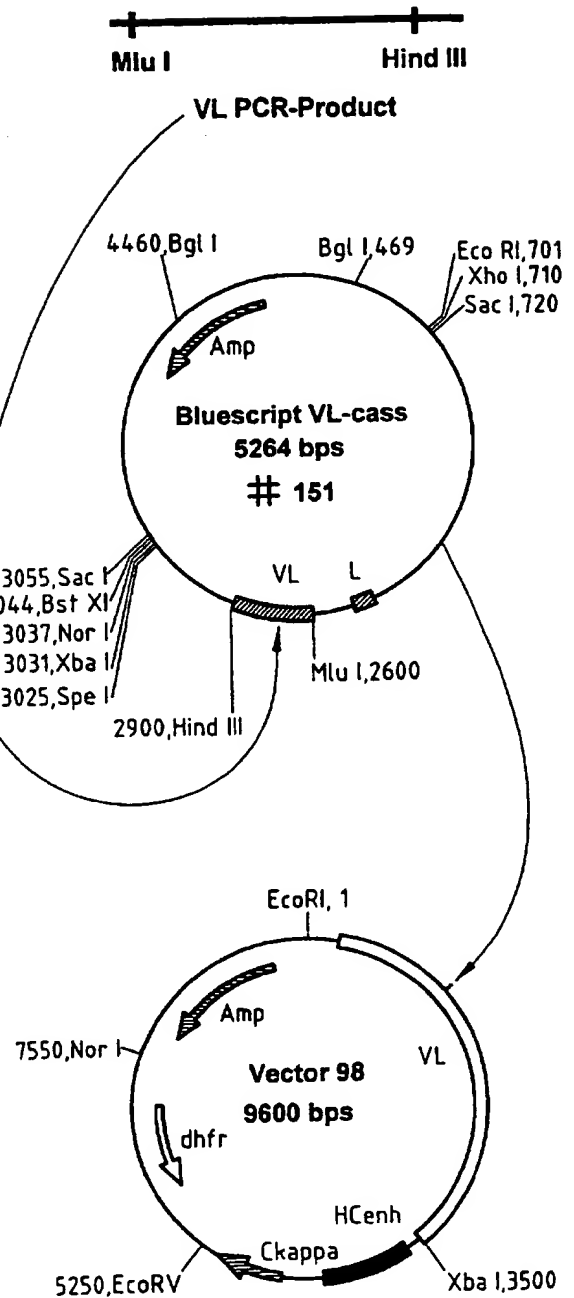 Mlu I
Hind III
VL PCR-Product
4460,Bgl I
Bgl I,469
Eco RI,701
Xho I,710
Sac I,720
Amp
Bluescript VL-cass
5264 bps
# 151
3055,Sac I
044,Bst XI
3037,Nor I
3031,Xba I
3025,Spe I
VL
L
Mlu I,2600
2900,Hind III
EcoRI, 1
Amp
7550,Nor I
VL
Vector 98
9600 bps
dhfr
HCenh
Ckappa
5250,EcoRV
Xba I,3500